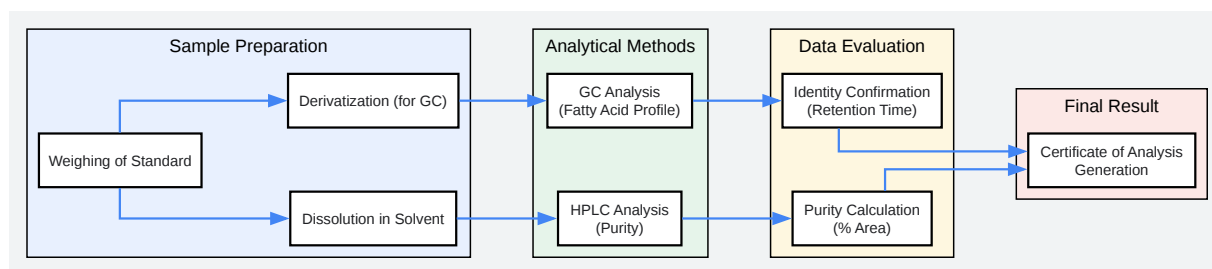 Sample Preparation
Weighing of Standard
Derivatization (for GC)
Dissolution in Solvent
Analytical Methods
GC Analysis
(Fatty Acid Profile)
HPLC Analysis
(Purity)
Data Evaluation
Identity Confirmation
(Retention Time)
Purity Calculation
(% Area)
Final Result
Certificate of Analysis
Generation